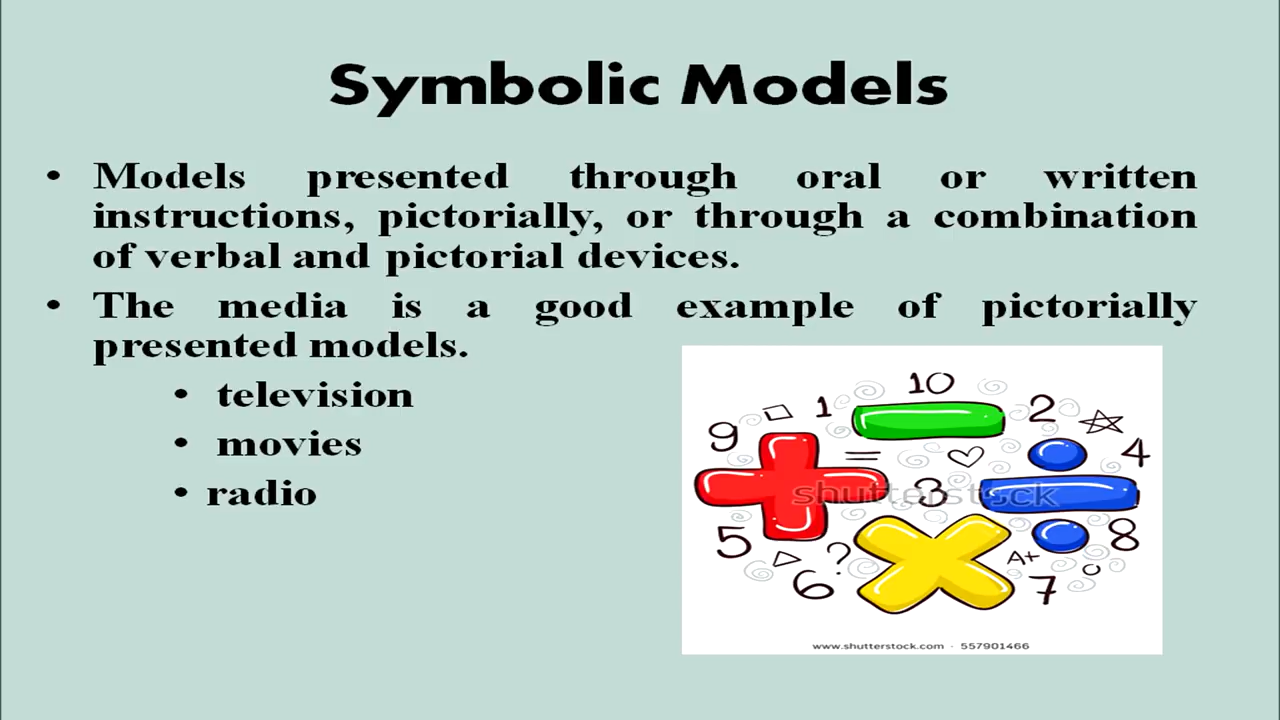 Symbolic Models
• Models presented through oral or written
instructions, pictorially, or through a combination
of verbal and pictorial devices.
• The media is a good example of pictorially
presented models.
• television
• movies
• radio
10
1
2
9
4
=
3
shutterstock
5
8
?
A+
6
7
c
www.shutterstock.com · 557901466